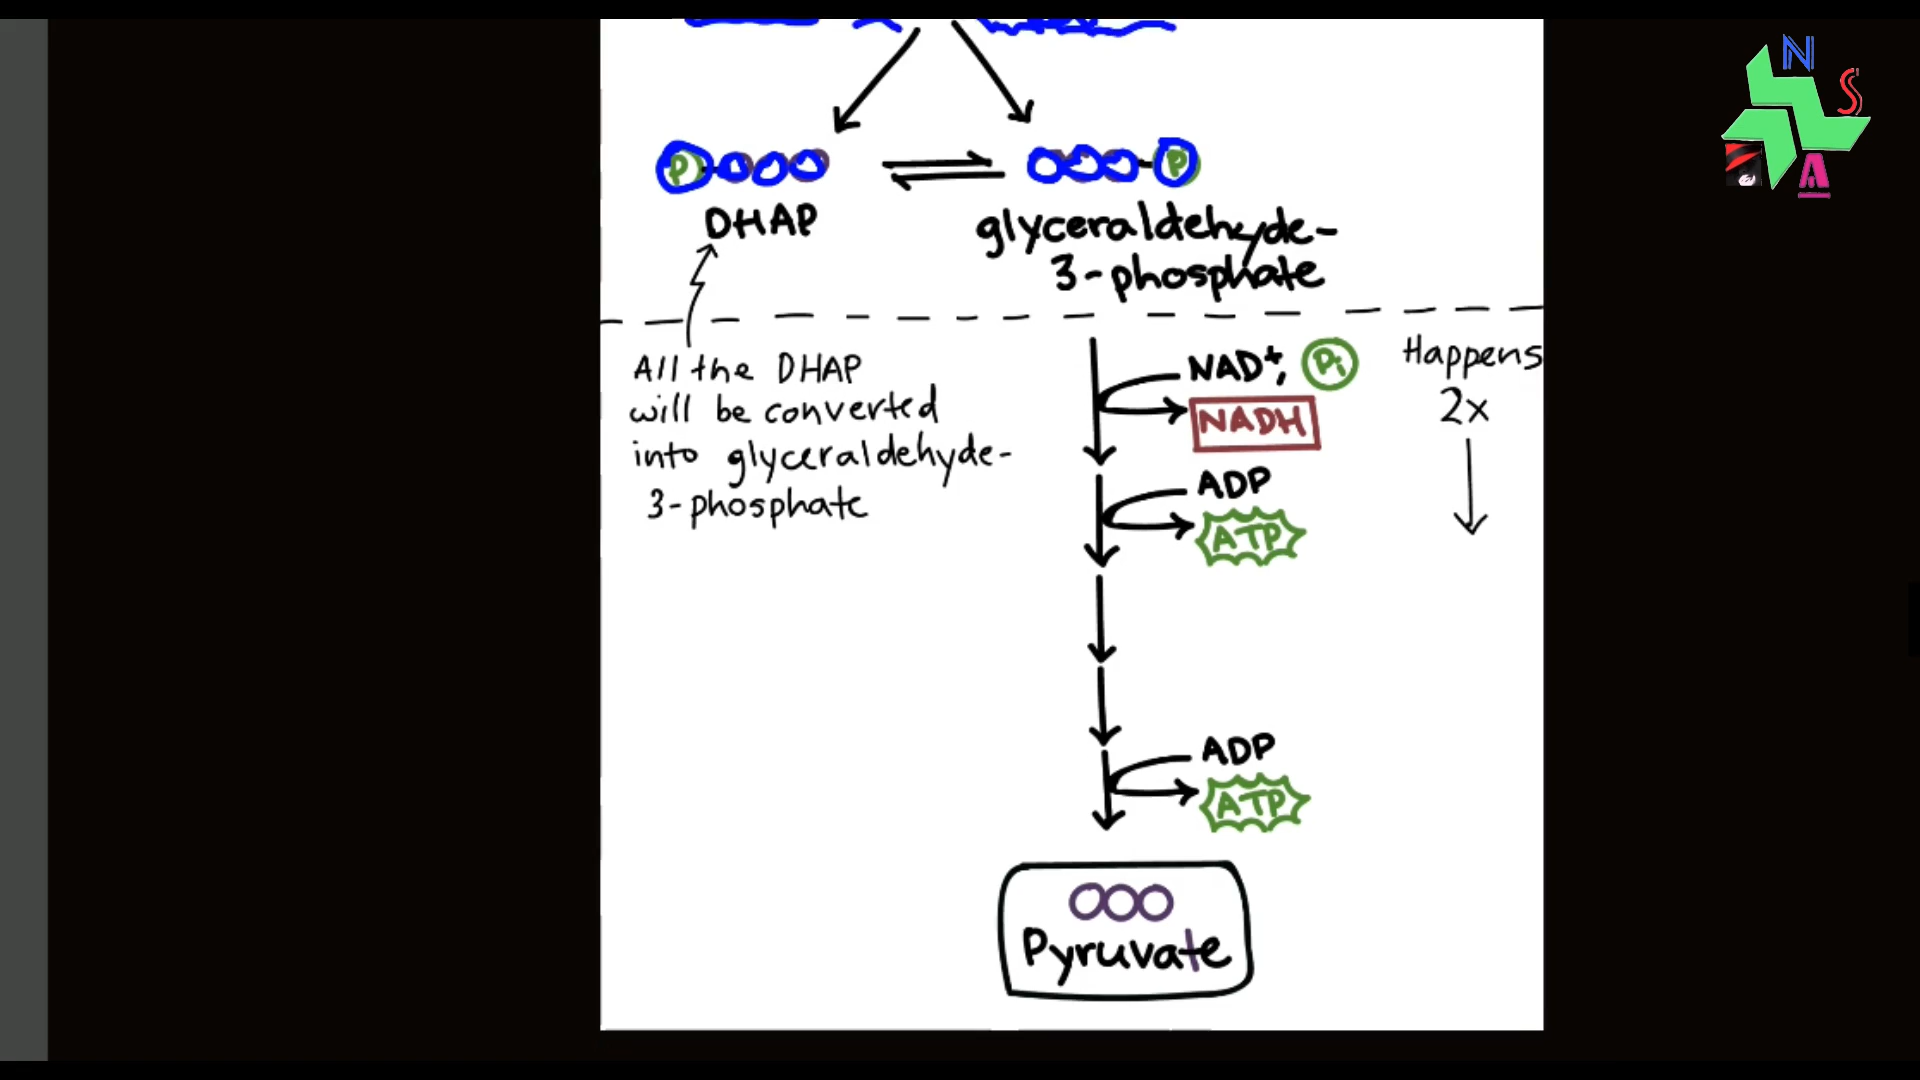 N
S
A
P
P
DHAP
glyceraldehyde-
3-phosphate
All the DHAP
will be converted
into glyceraldehyde-
3-phosphate
NAD+, Pi
NADH
Happens
2x
ADP
ATP
ADP
ATP
Pyruvate